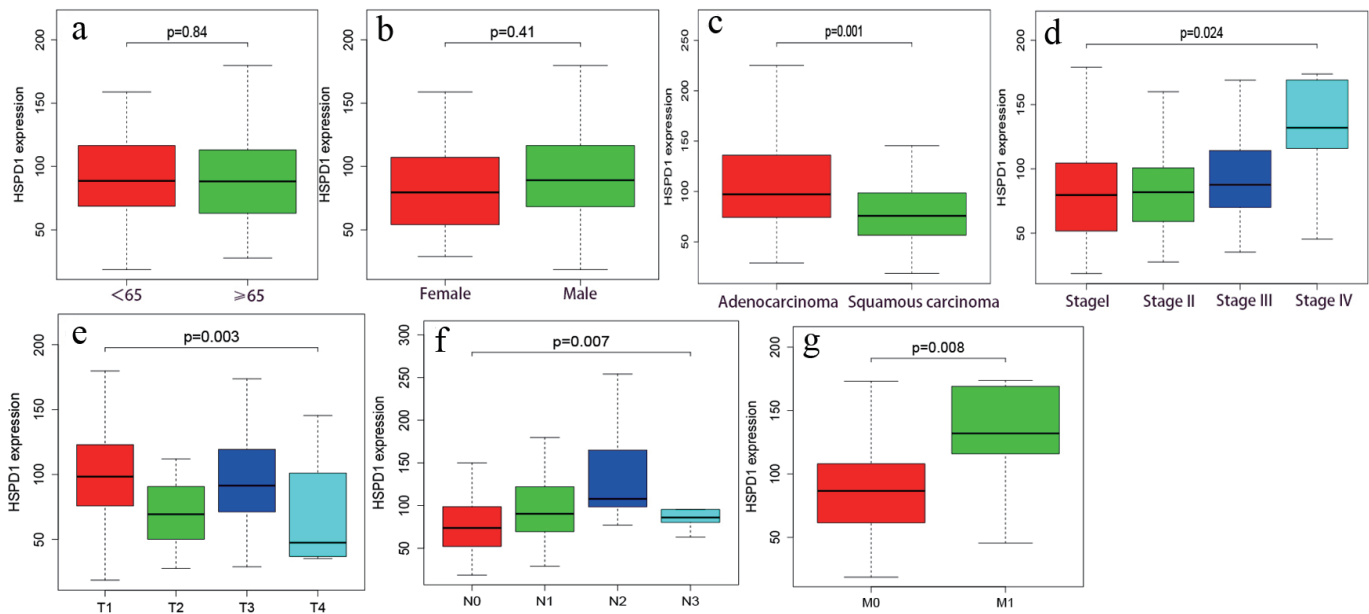 a
p=0.84
HSPD1 expression
200
150
100
50
<65
⩾65
b
p=0.41
HSPD1 expression
200
150
100
50
Female
Male
c
p=0.001
HSPD1 expression
250
200
150
100
50
Adenocarcinoma
Squamous carcinoma
d
p=0.024
HSPD1 expression
200
150
100
50
StageI
Stage II
Stage III
Stage IV
e
p=0.003
HSPD1 expression
200
150
100
50
T1
T2
T3
T4
f
p=0.007
HSPD1 expression
300
250
200
150
100
50
N0
N1
N2
N3
g
p=0.008
HSPD1 expression
200
150
100
50
M0
M1